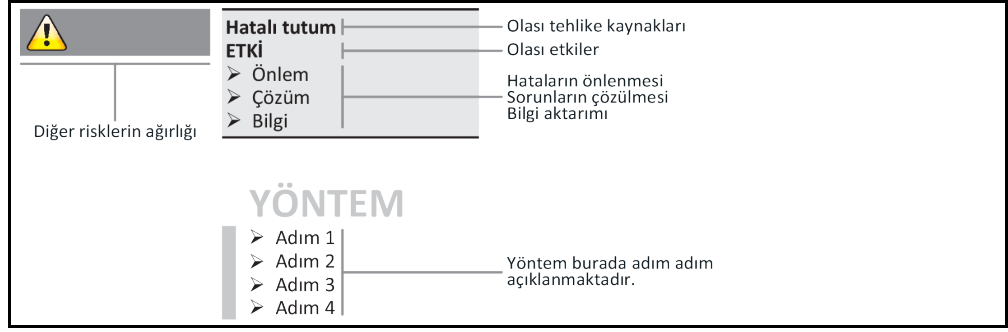 Hatalı tutum
ETKİ
Önlem
Çözüm
Bilgi
Olası tehlike kaynakları
Olası etkiler
Hataların önlenmesi
Sorunların çözülmesi
Bilgi aktarımı
Diğer risklerin ağırlığı
YÖNTEM
Adım 1
Adım 2
Adım 3
Adım 4
Yöntem burada adım adım
açıklanmaktadır.